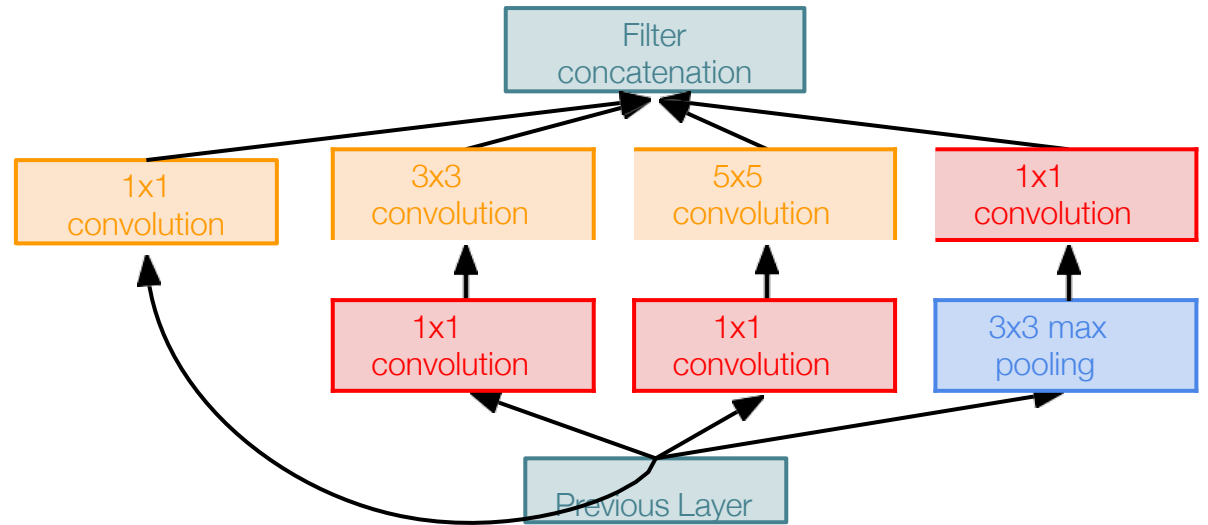 Filter
concatenation
1x1
convolution
3x3
convolution
5x5
convolution
1x1
convolution
1x1
convolution
1x1
convolution
3x3 max
pooling
Previous Layer